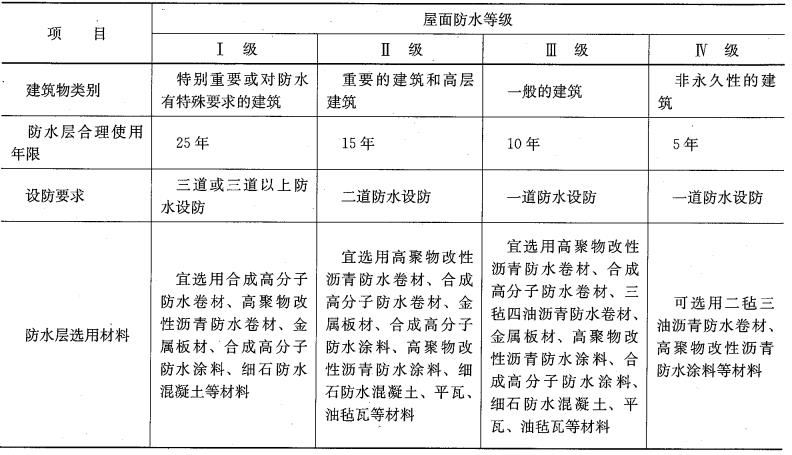 项 目
屋面防水等级
Ⅰ 级
Ⅱ 级
Ⅲ 级
Ⅳ 级
建筑物类别
特别重要或对防水
有特殊要求的建筑
重要的建筑和高层
建筑
一般的建筑
非永久性的建
筑
防水层合理使用
年限
25年
15年
10年
5年
设防要求
三道或三道以上防
水设防
二道防水设防
一道防水设防
一道防水设防
防水层选用材料
宜选用合成高分子
防水卷材、高聚物改
性沥青防水卷材、金
属板材、合成高分子
防水涂料、细石防水
混凝土等材料
宜选用高聚物改性
沥青防水卷材、合成
高分子防水卷材、金
属板材、合成高分子
防水涂料、高聚物改
性沥青防水涂料、细
石防水混凝土、平瓦、
油毡瓦等材料
宜选用高聚物改性
沥青防水卷材、合成
高分子防水卷材、三
毡四油沥青防水卷材、
金属板材、高聚物改
性沥青防水涂料、合
成高分子防水涂料、
细石防水混凝土、平
瓦、油毡瓦等材料
可选用二毡三
油沥青防水卷材、
高聚物改性沥青
防水涂料等材料